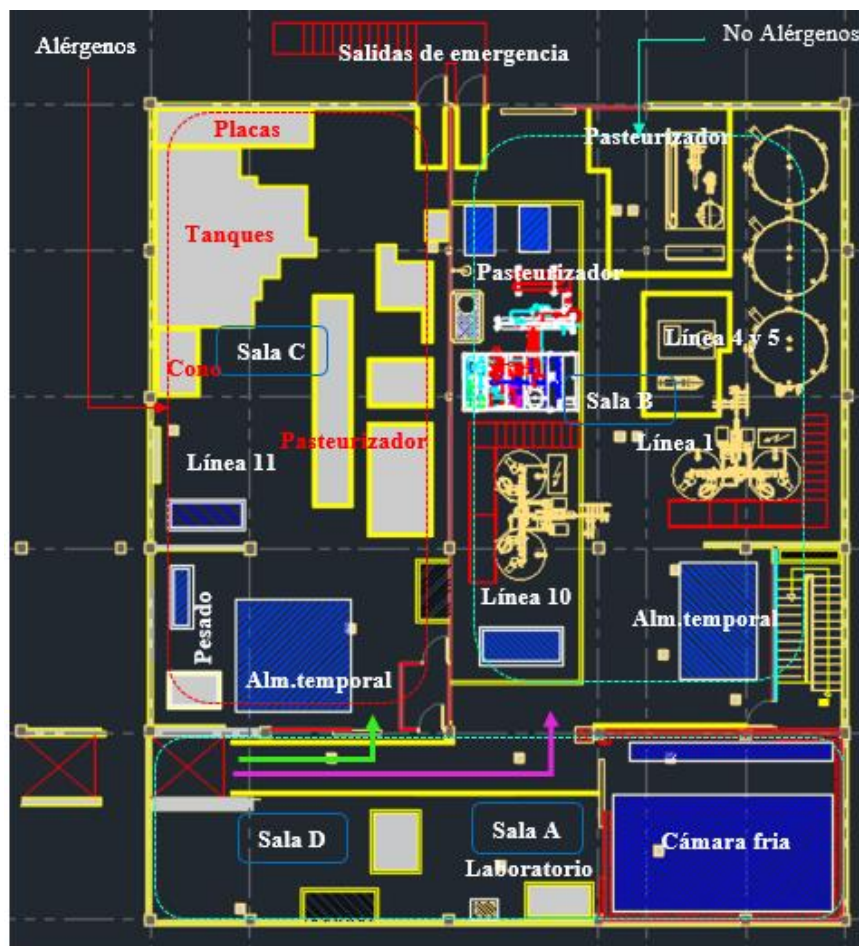 No Alérgenos
Alérgenos
Salidas de emergencia
Placas
Pasteurizador
Tanques
Pasteurizador
Línea 4 y 5
Sala C
Cono
Sala B
Pasteurizador
Línea 1
Línea 11
Línea 10
Pesado
Alm.temporal
Alm.temporal
Sala D
Sala A
Cámara fria
Laboratorio